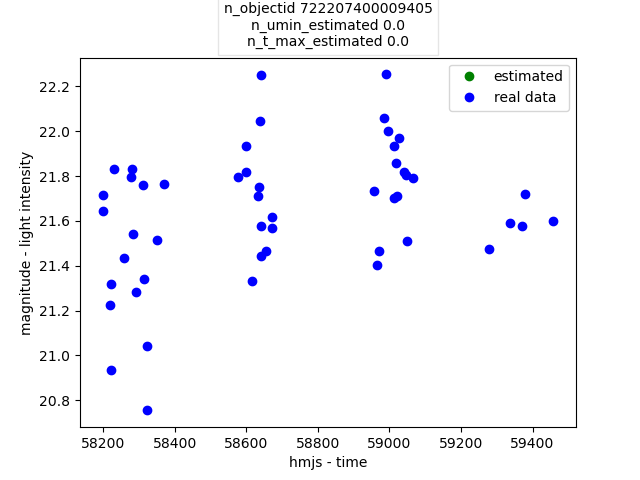 n_objectid 722207400009405
n_umin_estimated 0.0
n_t_max_estimated 0.0
estimated
real data
magnitude - light intensity
22.2
22.0
21.8
21.6
21.4
21.2
21.0
20.8
58200 58400 58600 58800 59000 59200 59400
hmjs - time